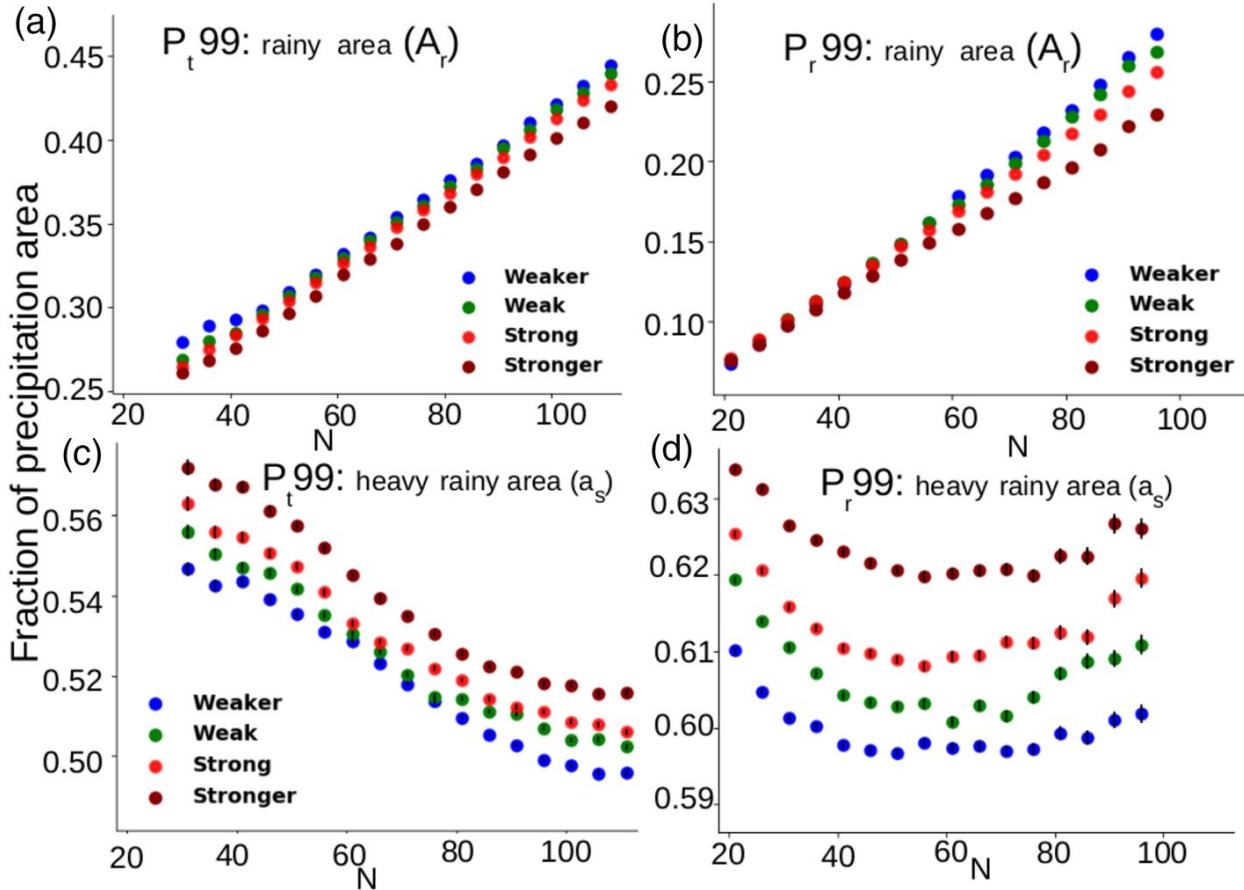 Fraction of precipitation area
(a)
Pt99: rainy area (Ar)
0.45
0.40
0.35
0.30
0.25
Weaker
Weak
Strong
Stronger
20 40 60 80 100
N
(b)
Pr99: rainy area (Ar)
0.25
0.20
0.15
0.10
Weaker
Weak
Strong
Stronger
20 40 60 80 100
N
(c)
Pt99: heavy rainy area (as)
0.56
0.54
0.52
0.50
Weaker
Weak
Strong
Stronger
20 40 60 80 100
N
(d)
Pr99: heavy rainy area (as)
0.63
0.62
0.61
0.60
0.59
20 40 60 80 100
N